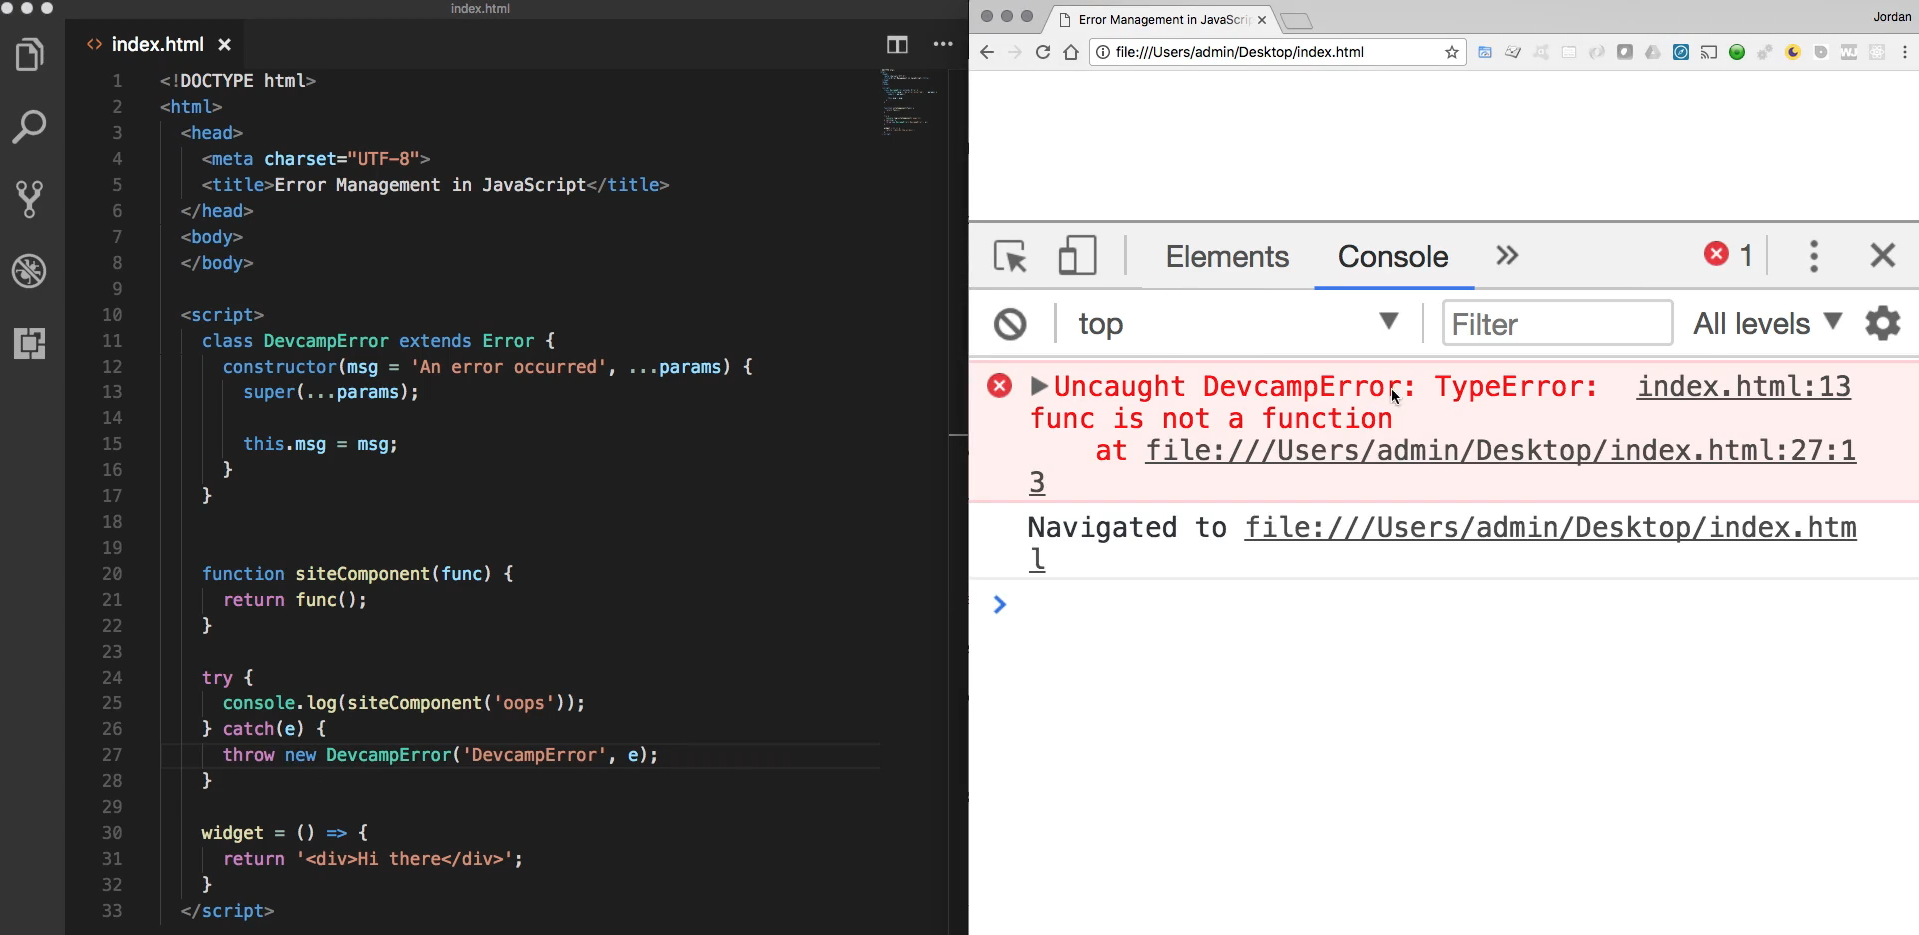 index.html
<> index.html ×
1 <!DOCTYPE html>
2 <html>
3 <head>
4 <meta charset="UTF-8">
5 <title>Error Management in JavaScript</title>
6 </head>
7 <body>
8 </body>
9
10 <script>
11 class DevcampError extends Error {
12 constructor(msg = 'An error occurred', ...params) {
13 super(...params);
14
15 this.msg = msg;
16 }
17 }
18
19
20 function siteComponent(func) {
21 return func();
22 }
23
24 try {
25 console.log(siteComponent('oops'));
26 } catch(e) {
27 throw new DevcampError('DevcampError', e);
28 }
29
30 widget = () => {
31 return '<div>Hi there</div>';
32 }
33 </script>
Error Management in JavaScri ×
Jordan
file:///Users/admin/Desktop/index.html
Elements Console » 1
top Filter All levels
Uncaught DevcampError: TypeError: index.html:13
func is not a function
at file:///Users/admin/Desktop/index.html:27:1
3
Navigated to file:///Users/admin/Desktop/index.htm
l